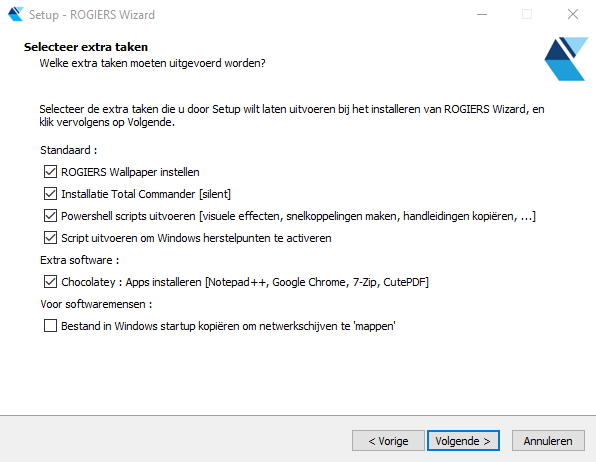 Setup - ROGIERS Wizard
Selecteer extra taken
Welke extra taken moeten uitgevoerd worden?
Selecteer de extra taken die u door Setup wilt laten uitvoeren bij het installeren van ROGIERS Wizard, en
klik vervolgens op Volgende.
Standaard :
ROGIERS Wallpaper instellen
Installatie Total Commander [silent]
Powershell scripts uitvoeren [visuele effecten, snelkoppelingen maken, handleidingen kopiëren, ...]
Script uitvoeren om Windows herstelpunten te activeren
Extra software :
Chocolatey : Apps installeren [Notepad++, Google Chrome, 7-Zip, CutePDF]
Voor softwaremensen :
Bestand in Windows startup kopiëren om netwerkschijven te 'mappen'
< Vorige
Volgende >
Annuleren